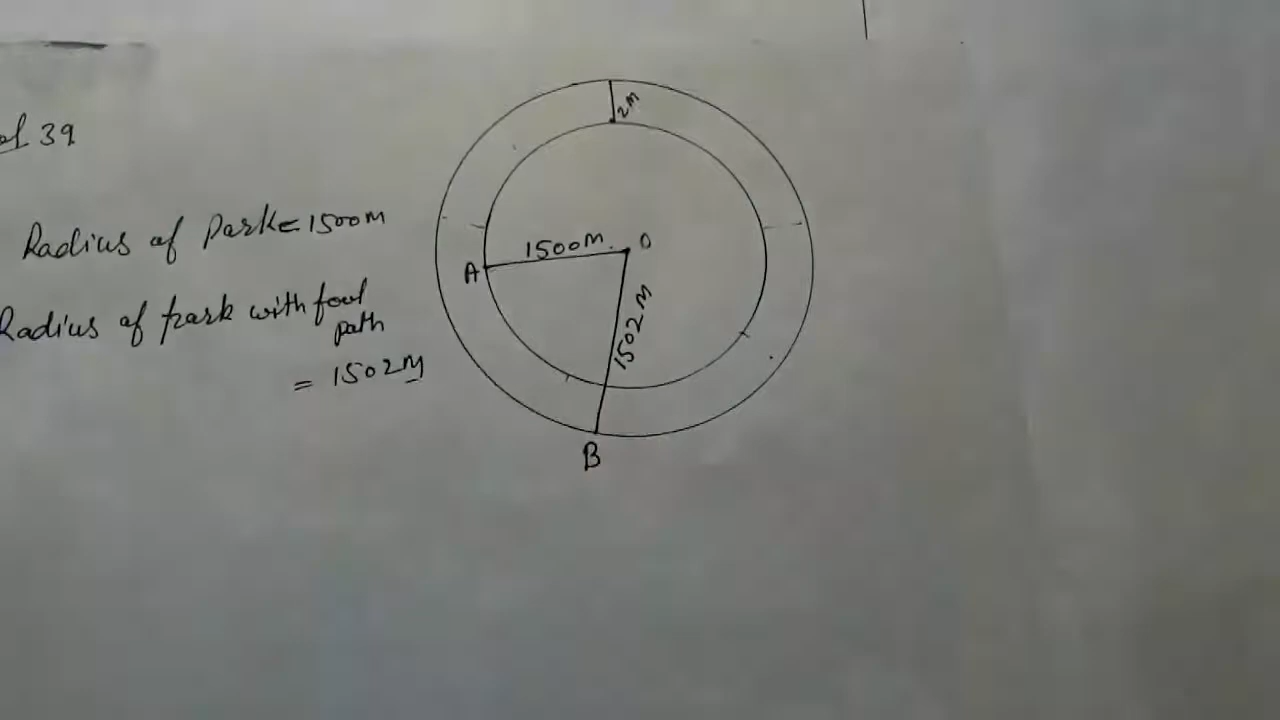 of 39
2M
Radius of Park=1500M
1500M. O
A
Radius of park with foot
path
1502M
= 1502M
B